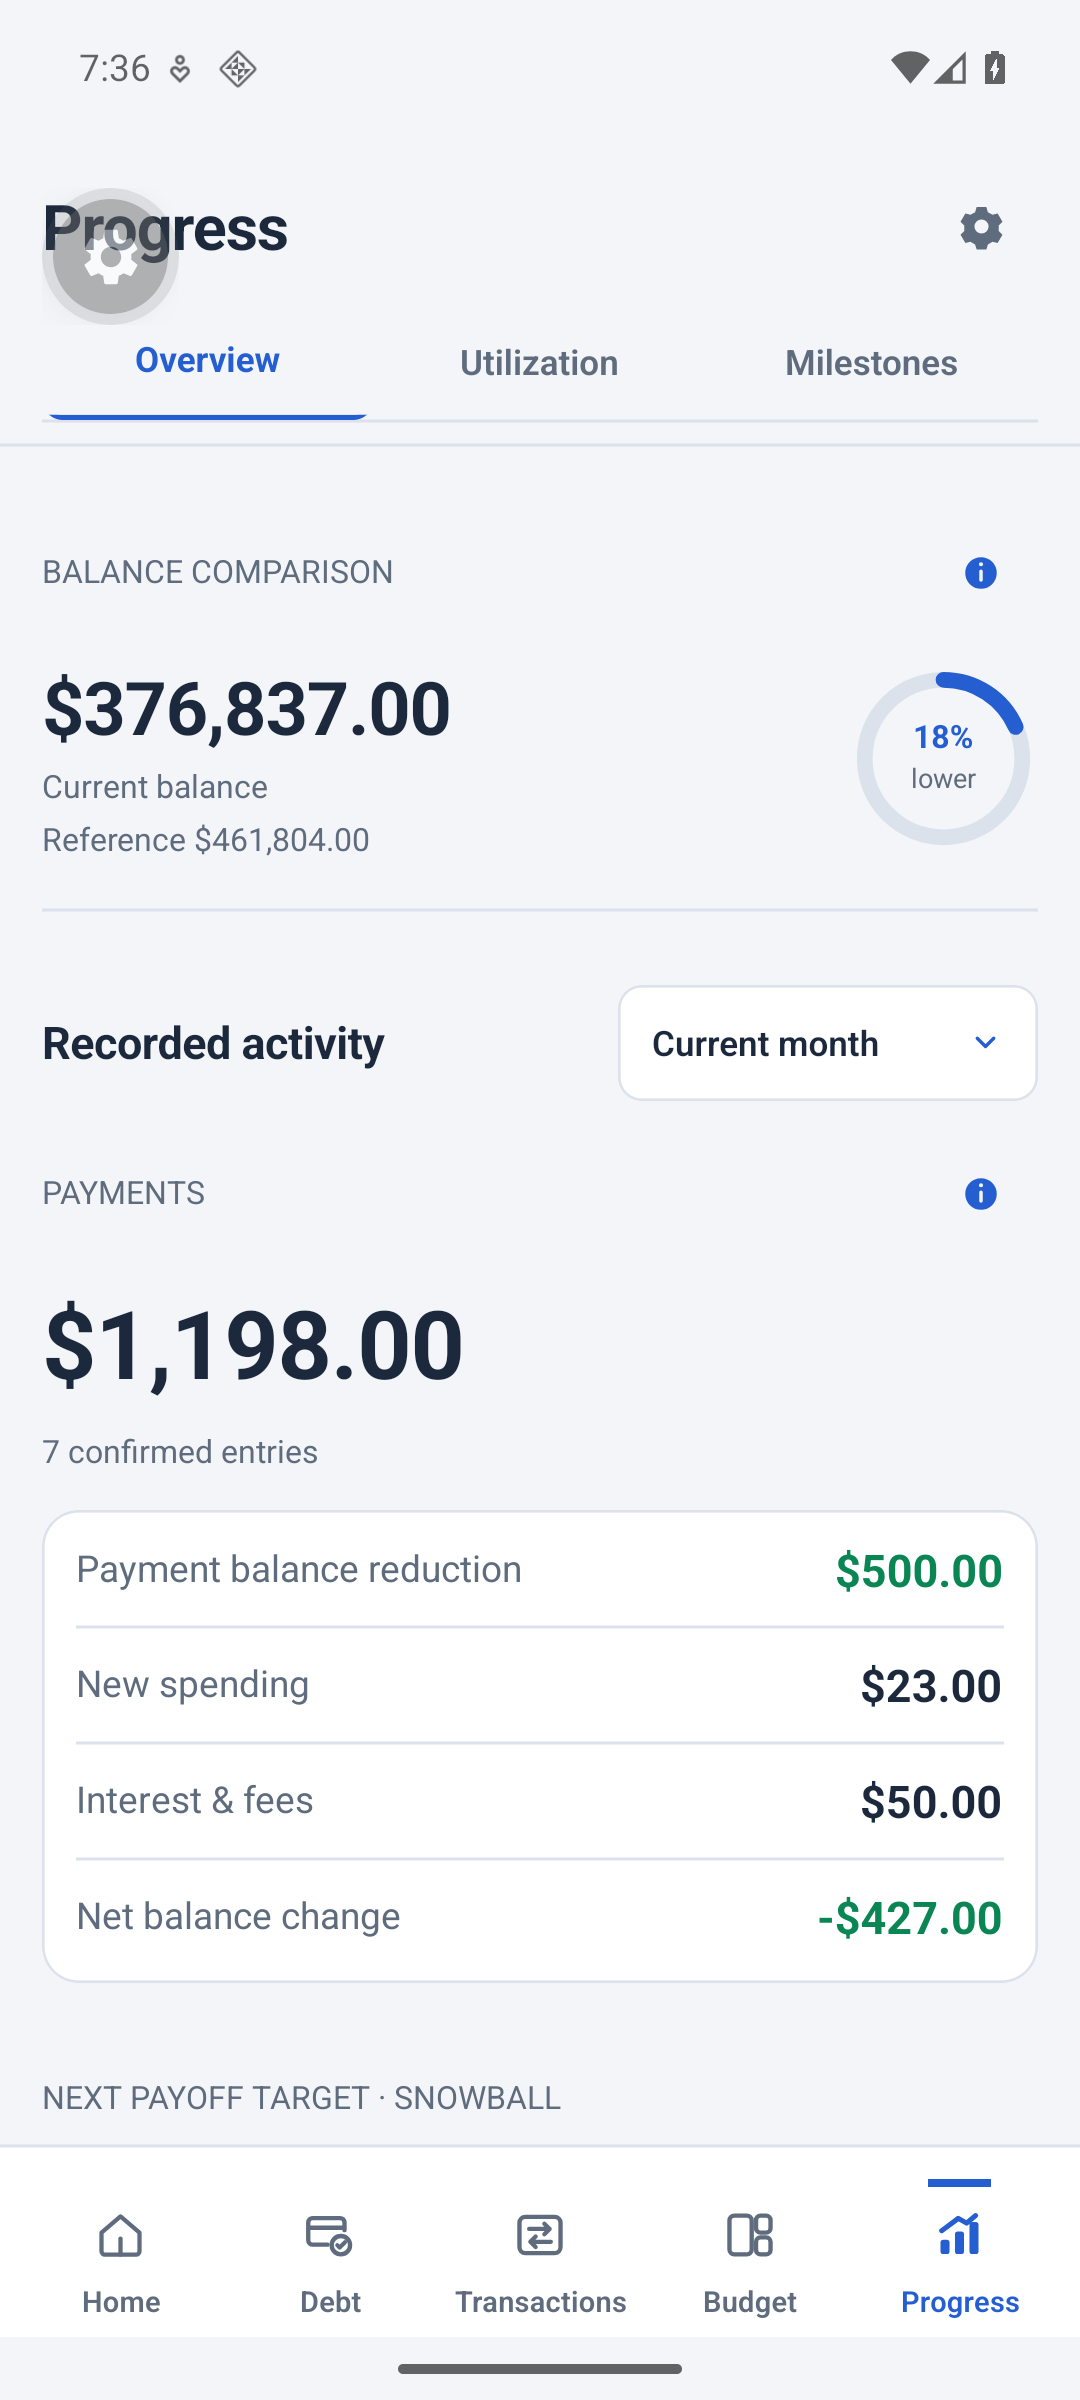 7:36
Progress
Overview
Utilization
Milestones
BALANCE COMPARISON
$376,837.00
Current balance
Reference $461,804.00
18%
lower
Recorded activity
Current month
PAYMENTS
$1,198.00
7 confirmed entries
Payment balance reduction
$500.00
New spending
$23.00
Interest & fees
$50.00
Net balance change
-$427.00
NEXT PAYOFF TARGET · SNOWBALL
Home
Debt
Transactions
Budget
Progress